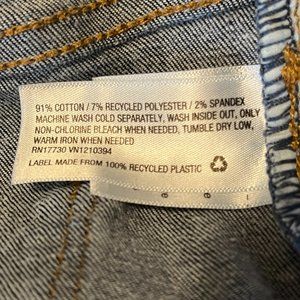 91% COTTON / 7% RECYCLED POLYESTER / 2% SPANDEX
MACHINE WASH COLD SEPARATELY, WASH INSIDE OUT, ONLY
NON-CHLORINE BLEACH WHEN NEEDED, TUMBLE DRY LOW,
WARM IRON WHEN NEEDED
RN17730 VN1210394
LABEL MADE FROM 100% RECYCLED PLASTIC